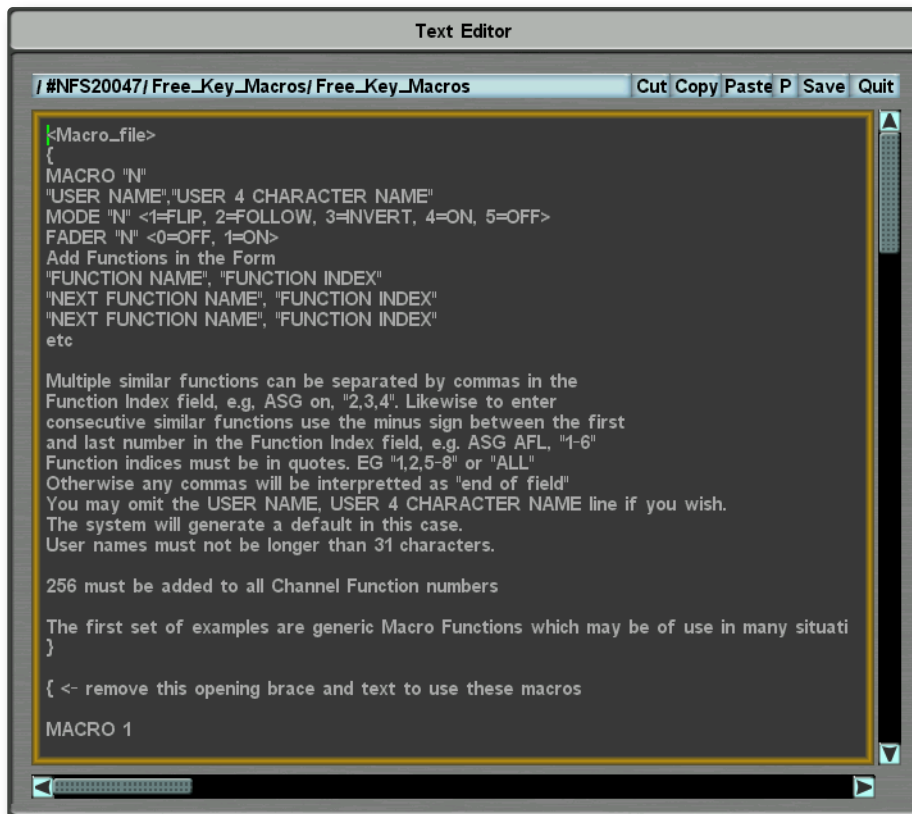 Text Editor
/ #NFS20047/ Free_Key_Macros/ Free_Key_Macros Cut Copy Paste P Save Quit
<Macro_file>
{
MACRO "N"
"USER NAME","USER 4 CHARACTER NAME"
MODE "N" <1=FLIP, 2=FOLLOW, 3=INVERT, 4=ON, 5=OFF>
FADER "N" <0=OFF, 1=ON>
Add Functions in the Form
"FUNCTION NAME", "FUNCTION INDEX"
"NEXT FUNCTION NAME", "FUNCTION INDEX"
"NEXT FUNCTION NAME", "FUNCTION INDEX"
etc
Multiple similar functions can be separated by commas in the
Function Index field, e.g, ASG on, "2,3,4". Likewise to enter
consecutive similar functions use the minus sign between the first
and last number in the Function Index field, e.g. ASG AFL, "1-6"
Function indices must be in quotes. EG "1,2,5-8" or "ALL"
Otherwise any commas will be interpretted as "end of field"
You may omit the USER NAME, USER 4 CHARACTER NAME line if you wish.
The system will generate a default in this case.
User names must not be longer than 31 characters.
256 must be added to all Channel Function numbers
The first set of examples are generic Macro Functions which may be of use in many situati
}
{ <- remove this opening brace and text to use these macros
MACRO 1